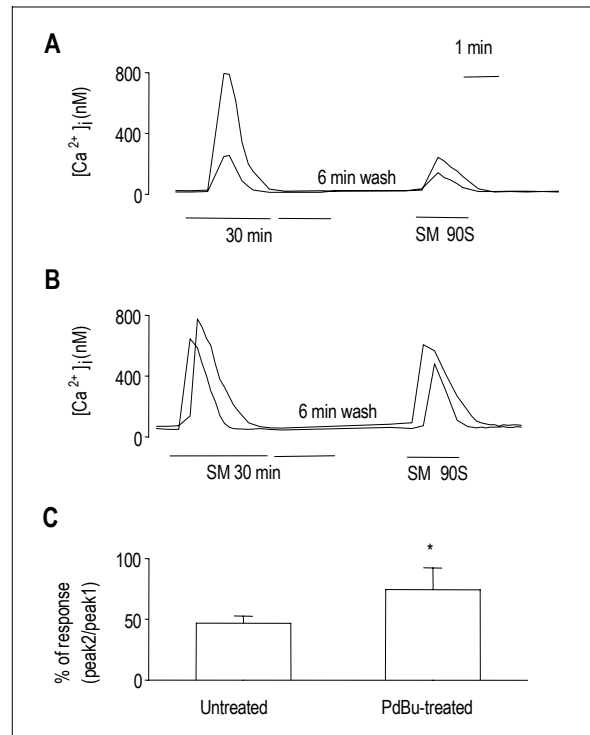 A
1 min
800
400
0
[Ca 2+ ]i (nM)
6 min wash
30 min
SM 90S
B
800
400
0
[Ca 2+ ]i (nM)
6 min wash
SM 30 min
SM 90S
C
100
50
0
% of response
(peak2/peak1)
*
Untreated
PdBu-treated